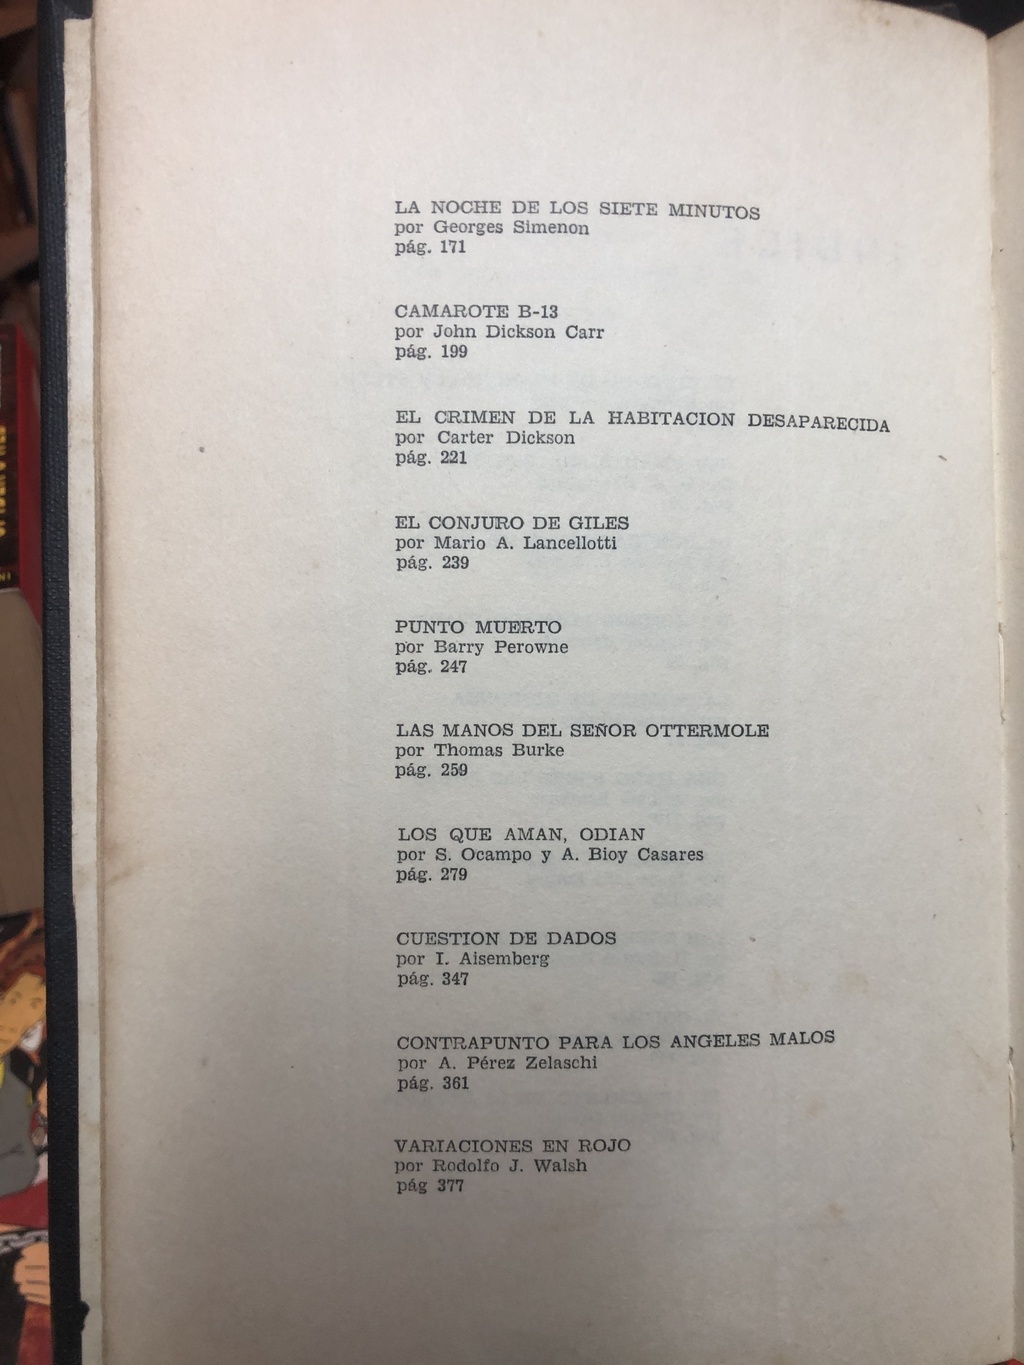 LA NOCHE DE LOS SIETE MINUTOS
por Georges Simenon
pág. 171
CAMAROTE B-13
por John Dickson Carr
pág. 199
EL CRIMEN DE LA HABITACION DESAPARECIDA
por Carter Dickson
pág. 221
EL CONJURO DE GILES
por Mario A. Lancellotti
pág. 239
PUNTO MUERTO
por Barry Perowne
pág. 247
LAS MANOS DEL SEÑOR OTTERMOLE
por Thomas Burke
pág. 259
LOS QUE AMAN, ODIAN
por S. Ocampo y A. Bioy Casares
pág. 279
CUESTION DE DADOS
por I. Aisemberg
pág. 347
CONTRAPUNTO PARA LOS ANGELES MALOS
por A. Pérez Zelaschi
pág. 361
VARIACIONES EN ROJO
por Rodolfo J. Walsh
pág 377